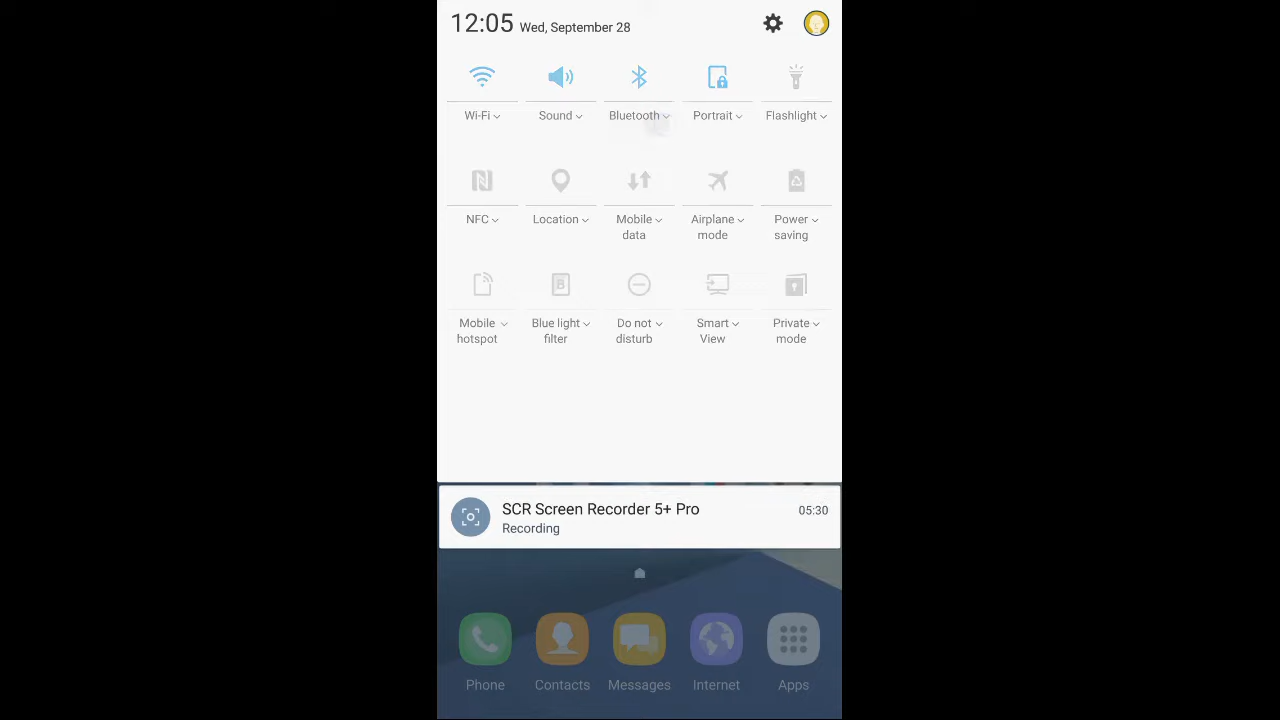 12:05 Wed, September 28
Wi-Fi Sound Bluetooth Portrait Flashlight
NFC Location Mobile data Airplane mode Power saving
Mobile hotspot Blue light filter Do not disturb Smart View Private mode
SCR Screen Recorder 5+ Pro 05:30
Recording
Phone Contacts Messages Internet Apps